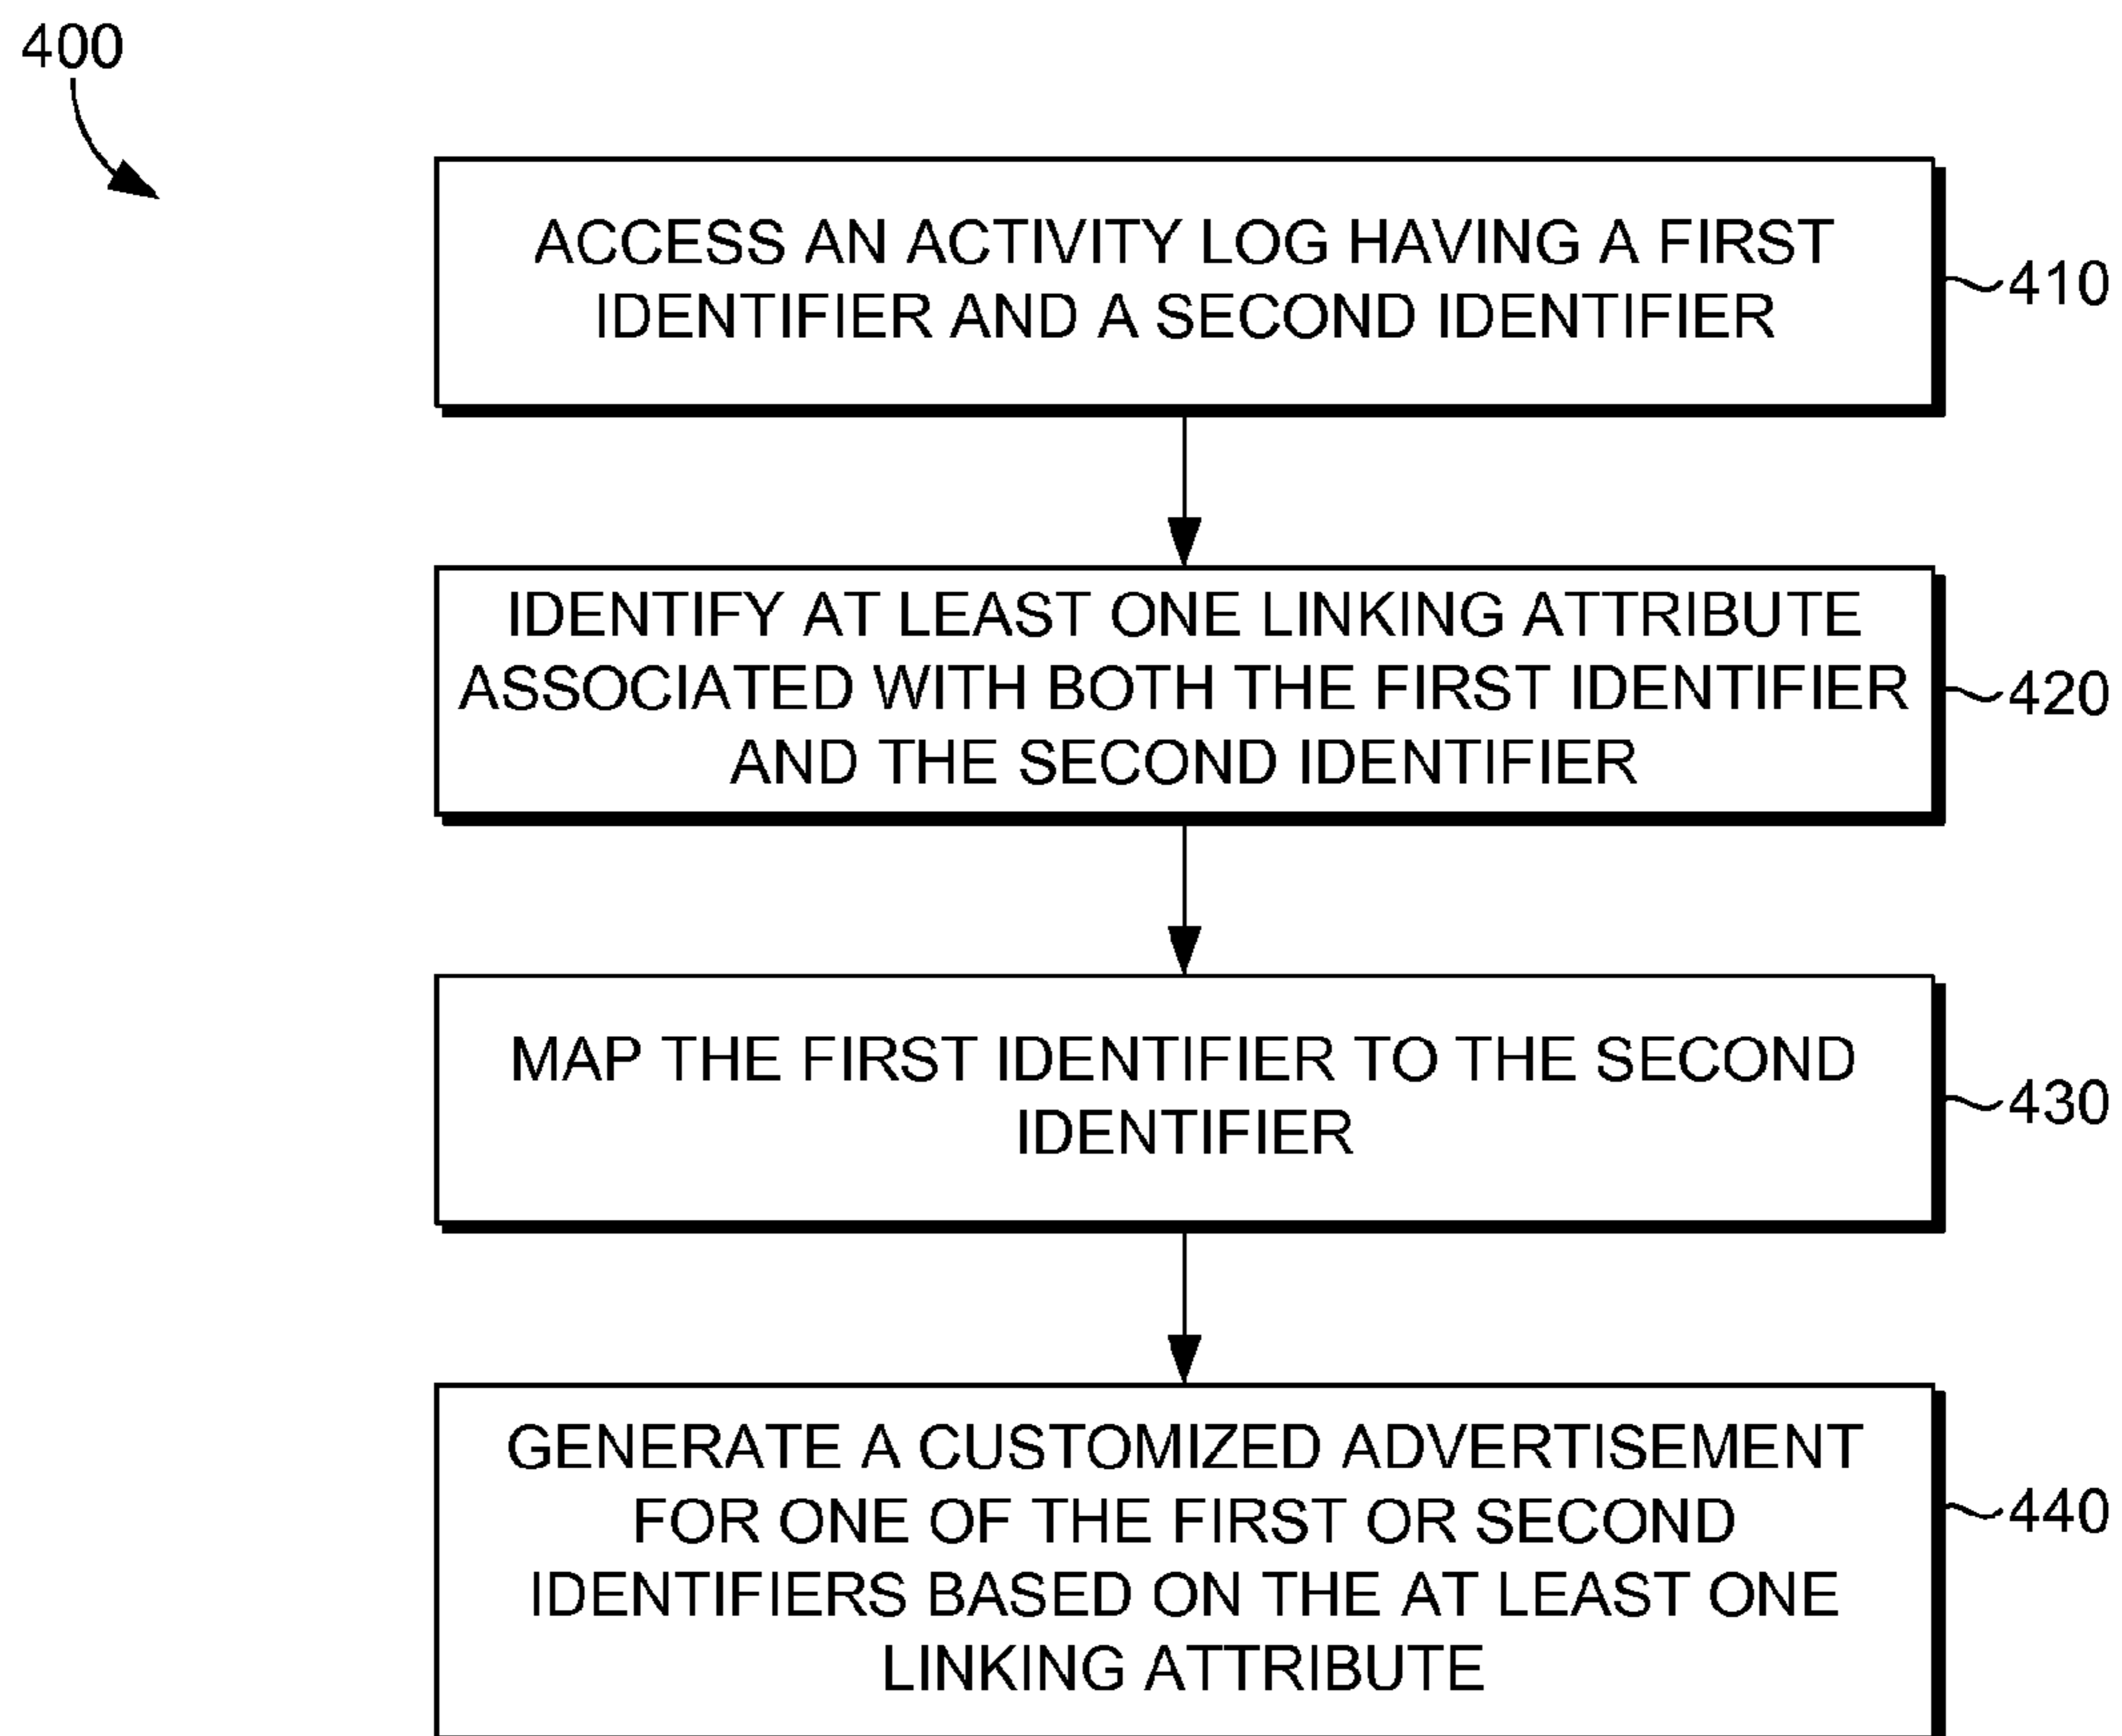 400
ACCESS AN ACTIVITY LOG HAVING A FIRST
IDENTIFIER AND A SECOND IDENTIFIER
410
IDENTIFY AT LEAST ONE LINKING ATTRIBUTE
ASSOCIATED WITH BOTH THE FIRST IDENTIFIER
AND THE SECOND IDENTIFIER
420
MAP THE FIRST IDENTIFIER TO THE SECOND
IDENTIFIER
430
GENERATE A CUSTOMIZED ADVERTISEMENT
FOR ONE OF THE FIRST OR SECOND
IDENTIFIERS BASED ON THE AT LEAST ONE
LINKING ATTRIBUTE
440